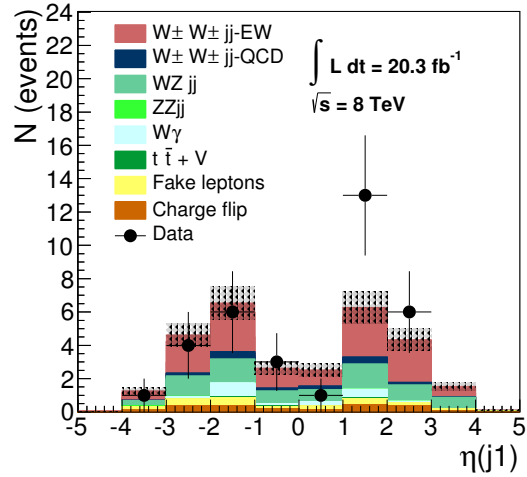 N (events)
24
22
20
18
16
14
12
10
8
6
4
2
0
W± W± jj-EW
W± W± jj-QCD
WZ jj
ZZjj
Wγ
t t̄ + V
Fake leptons
Charge flip
Data
∫ L dt = 20.3 fb⁻¹
√s = 8 TeV
-5 -4 -3 -2 -1 0 1 2 3 4 5
η(j1)